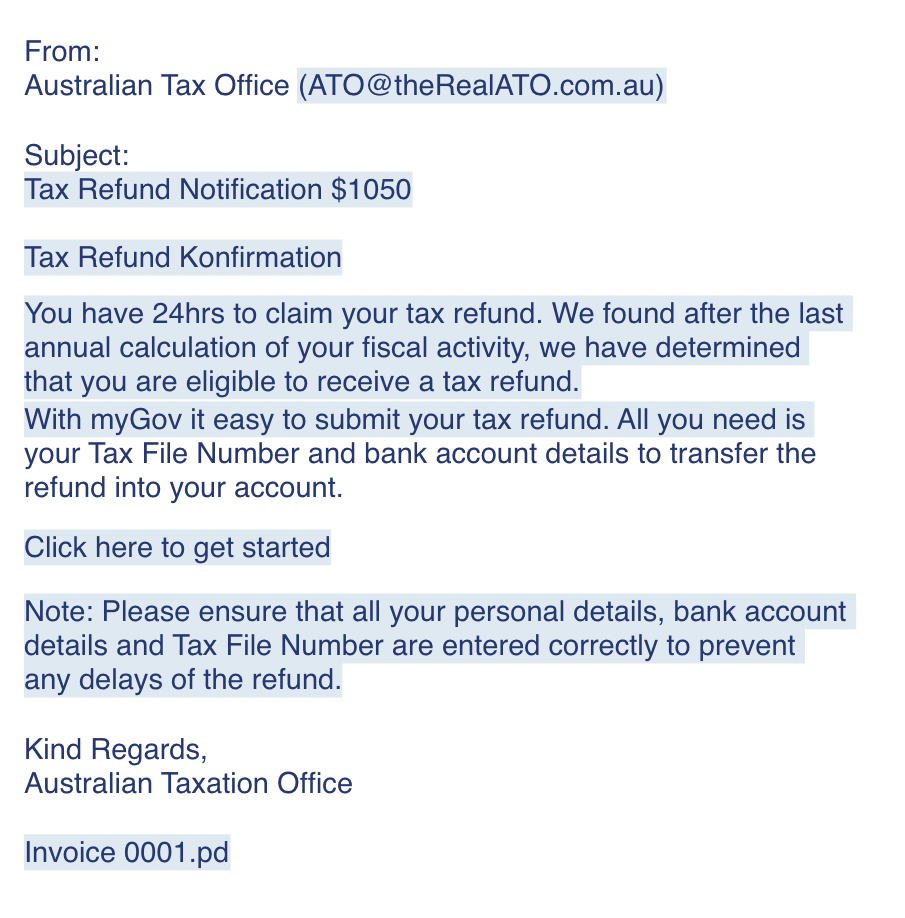 From:
Australian Tax Office (ATO@theRealATO.com.au)
Subject:
Tax Refund Notification $1050
Tax Refund Konfirmation
You have 24hrs to claim your tax refund. We found after the last
annual calculation of your fiscal activity, we have determined
that you are eligible to receive a tax refund.
With myGov it easy to submit your tax refund. All you need is
your Tax File Number and bank account details to transfer the
refund into your account.
Click here to get started
Note: Please ensure that all your personal details, bank account
details and Tax File Number are entered correctly to prevent
any delays of the refund.
Kind Regards,
Australian Taxation Office
Invoice 0001.pd